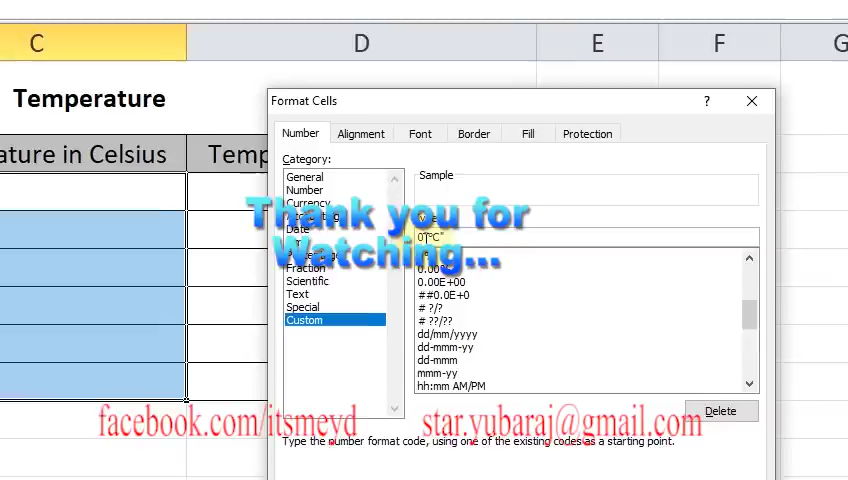 C D E F G
Temperature
Format Cells ?
Number Alignment Font Border Fill Protection
ature in Celsius Temp
Category:
General
Number
Currency
Date
Fraction
Scientific
Text
Special
Custom
Sample
0.00E+00
##0.0E+0
# ?/?
# ??/??
dd/mm/yyyy
dd-mmm-yy
dd-mmm
mmm-yy
hh:mm AM/PM
Thank you for
Watching...
Delete
facebook.com/itsmeyd star.yubaraj@gmail.com
Type the number format code, using one of the existing codes as a starting point.